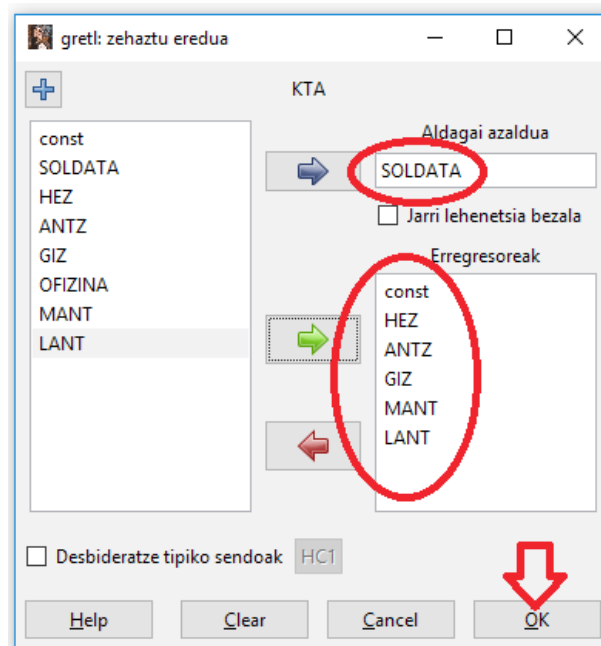 gretl: zehaztu eredua
KTA
const
SOLDATA
HEZ
ANTZ
GIZ
OFIZINA
MANT
LANT
Aldagai azaldua
SOLDATA
Jarri lehenetsia bezala
Erregresoreak
const
HEZ
ANTZ
GIZ
MANT
LANT
Desbideratze tipiko sendoak HC1
Help Clear Cancel OK